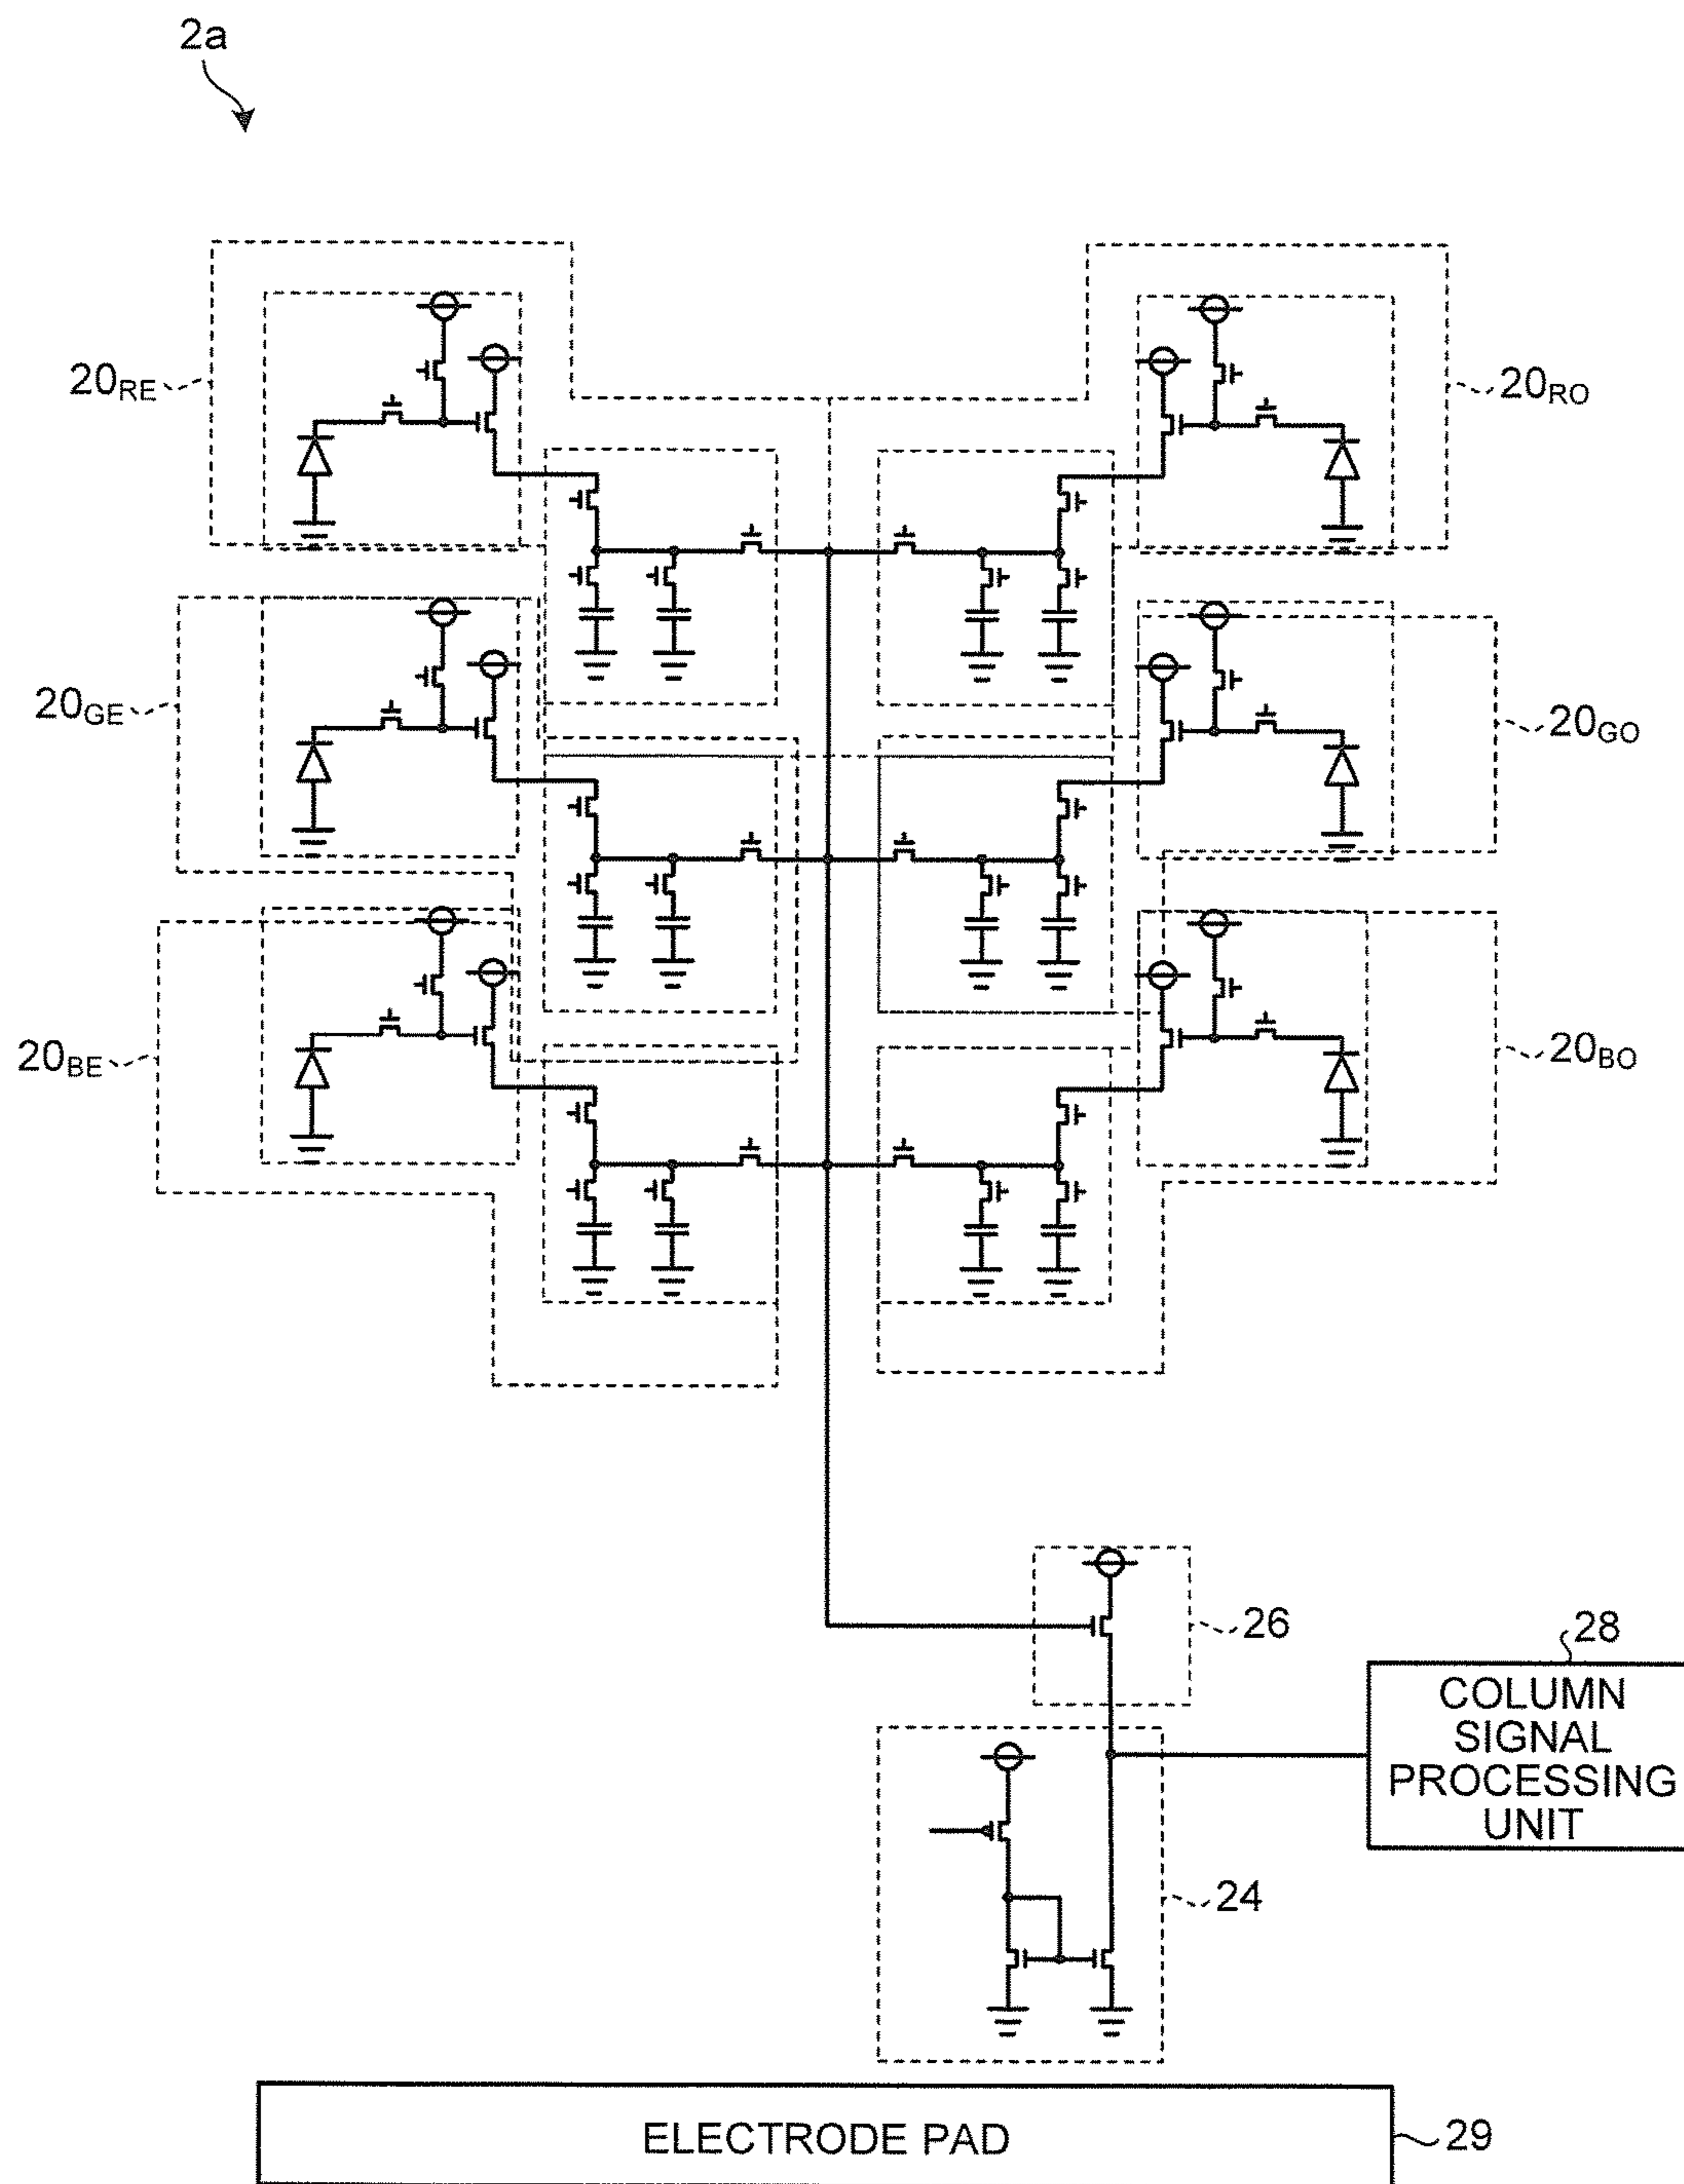 2a
20RE
20RO
20GE
20GO
20BE
20BO
26
28
COLUMN
SIGNAL
PROCESSING
UNIT
24
ELECTRODE PAD
29